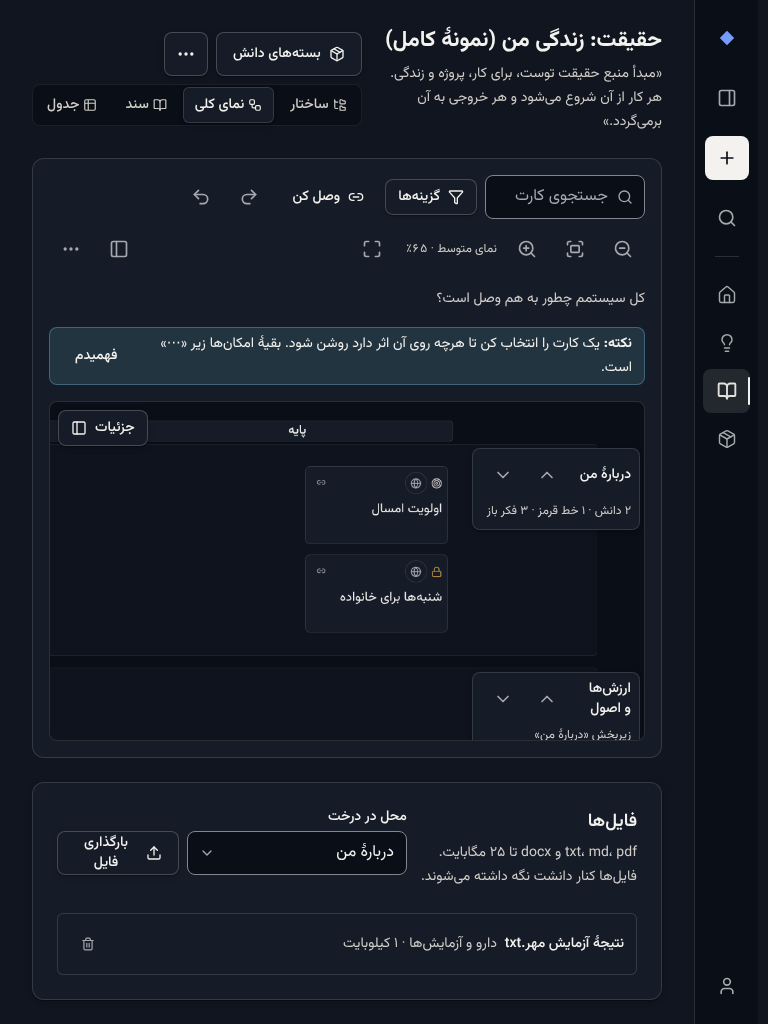 حقیقت: زندگی من (نمونهٔ کامل)
«مبدأ منبع حقیقت توست، برای کار، پروژه و زندگی.
هر کار از آن شروع می‌شود و هر خروجی به آن
برمی‌گردد.»
بسته‌های دانش
ساختار
نمای کلی
سند
جدول
جستجوی کارت
گزینه‌ها
وصل کن
نمای متوسط · ۶۵٪
کل سیستمم چطور به هم وصل است؟
نکته: یک کارت را انتخاب کن تا هرچه روی آن اثر دارد روشن شود. بقیهٔ امکان‌ها زیر «⋯»
است.
فهمیدم
جزئیات
پایه
دربارهٔ من
۲ دانش · ۱ خط قرمز · ۳ فکر باز
اولویت امسال
شنبه‌ها برای خانواده
ارزش‌ها
و اصول
زیربخش «دربارهٔ من»
فایل‌ها
txt، md، pdf و docx تا ۲۵ مگابایت.
فایل‌ها کنار دانشت نگه داشته می‌شوند.
محل در درخت
دربارهٔ من
بارگذاری
فایل
نتیجهٔ آزمایش مهر.txt دارو و آزمایش‌ها · ۱ کیلوبایت